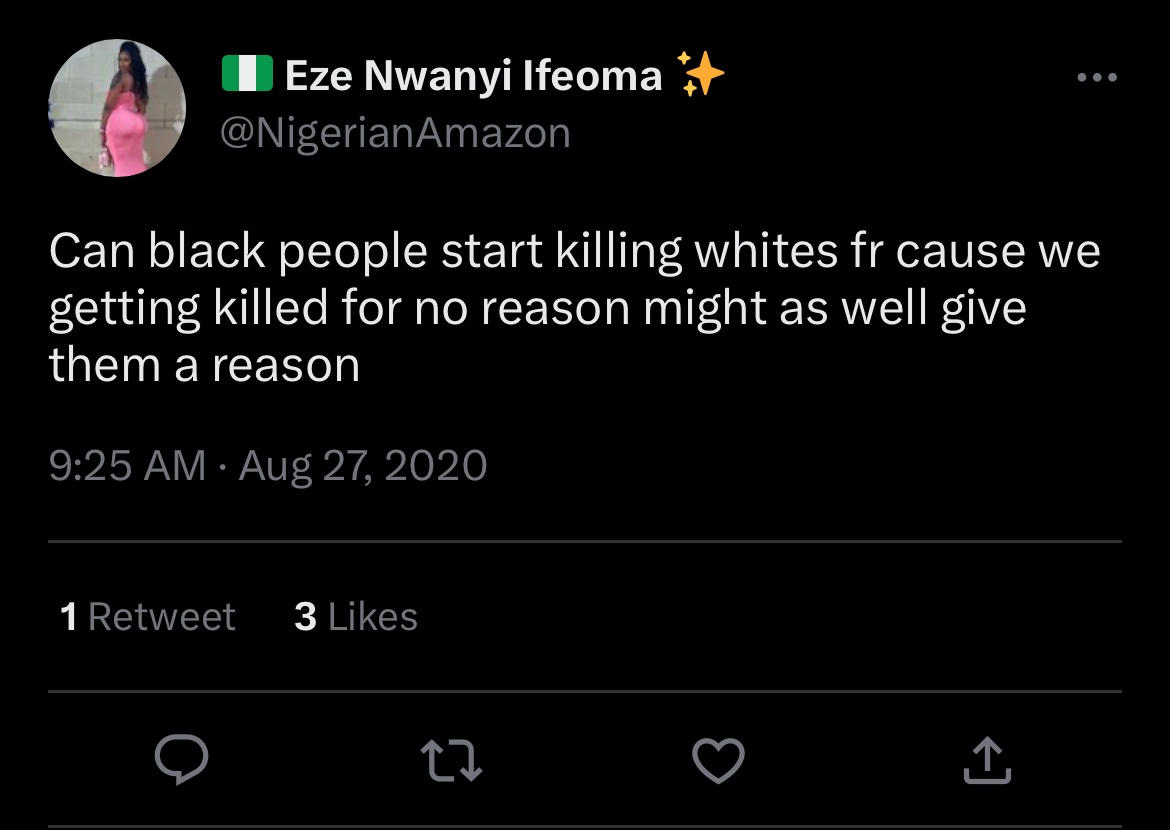 🇳🇬 Eze Nwanyi Ifeoma ✨
@NigerianAmazon
Can black people start killing whites fr cause we
getting killed for no reason might as well give
them a reason
9:25 AM · Aug 27, 2020
1 Retweet 3 Likes